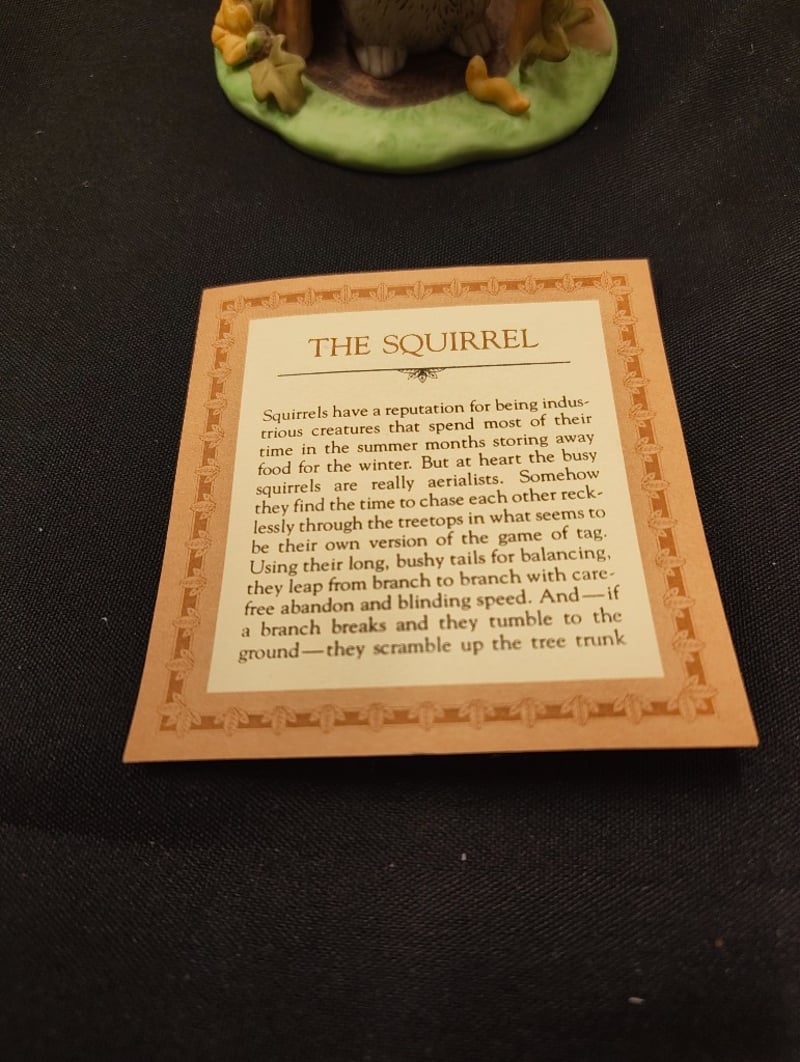 THE SQUIRREL
Squirrels have a reputation for being indus-
trious creatures that spend most of their
time in the summer months storing away
food for the winter. But at heart the busy
squirrels are really aerialists. Somehow
they find the time to chase each other reck-
lessly through the treetops in what seems to
be their own version of the game of tag.
Using their long, bushy tails for balancing,
they leap from branch to branch with care-
free abandon and blinding speed. And—if
a branch breaks and they tumble to the
ground—they scramble up the tree trunk